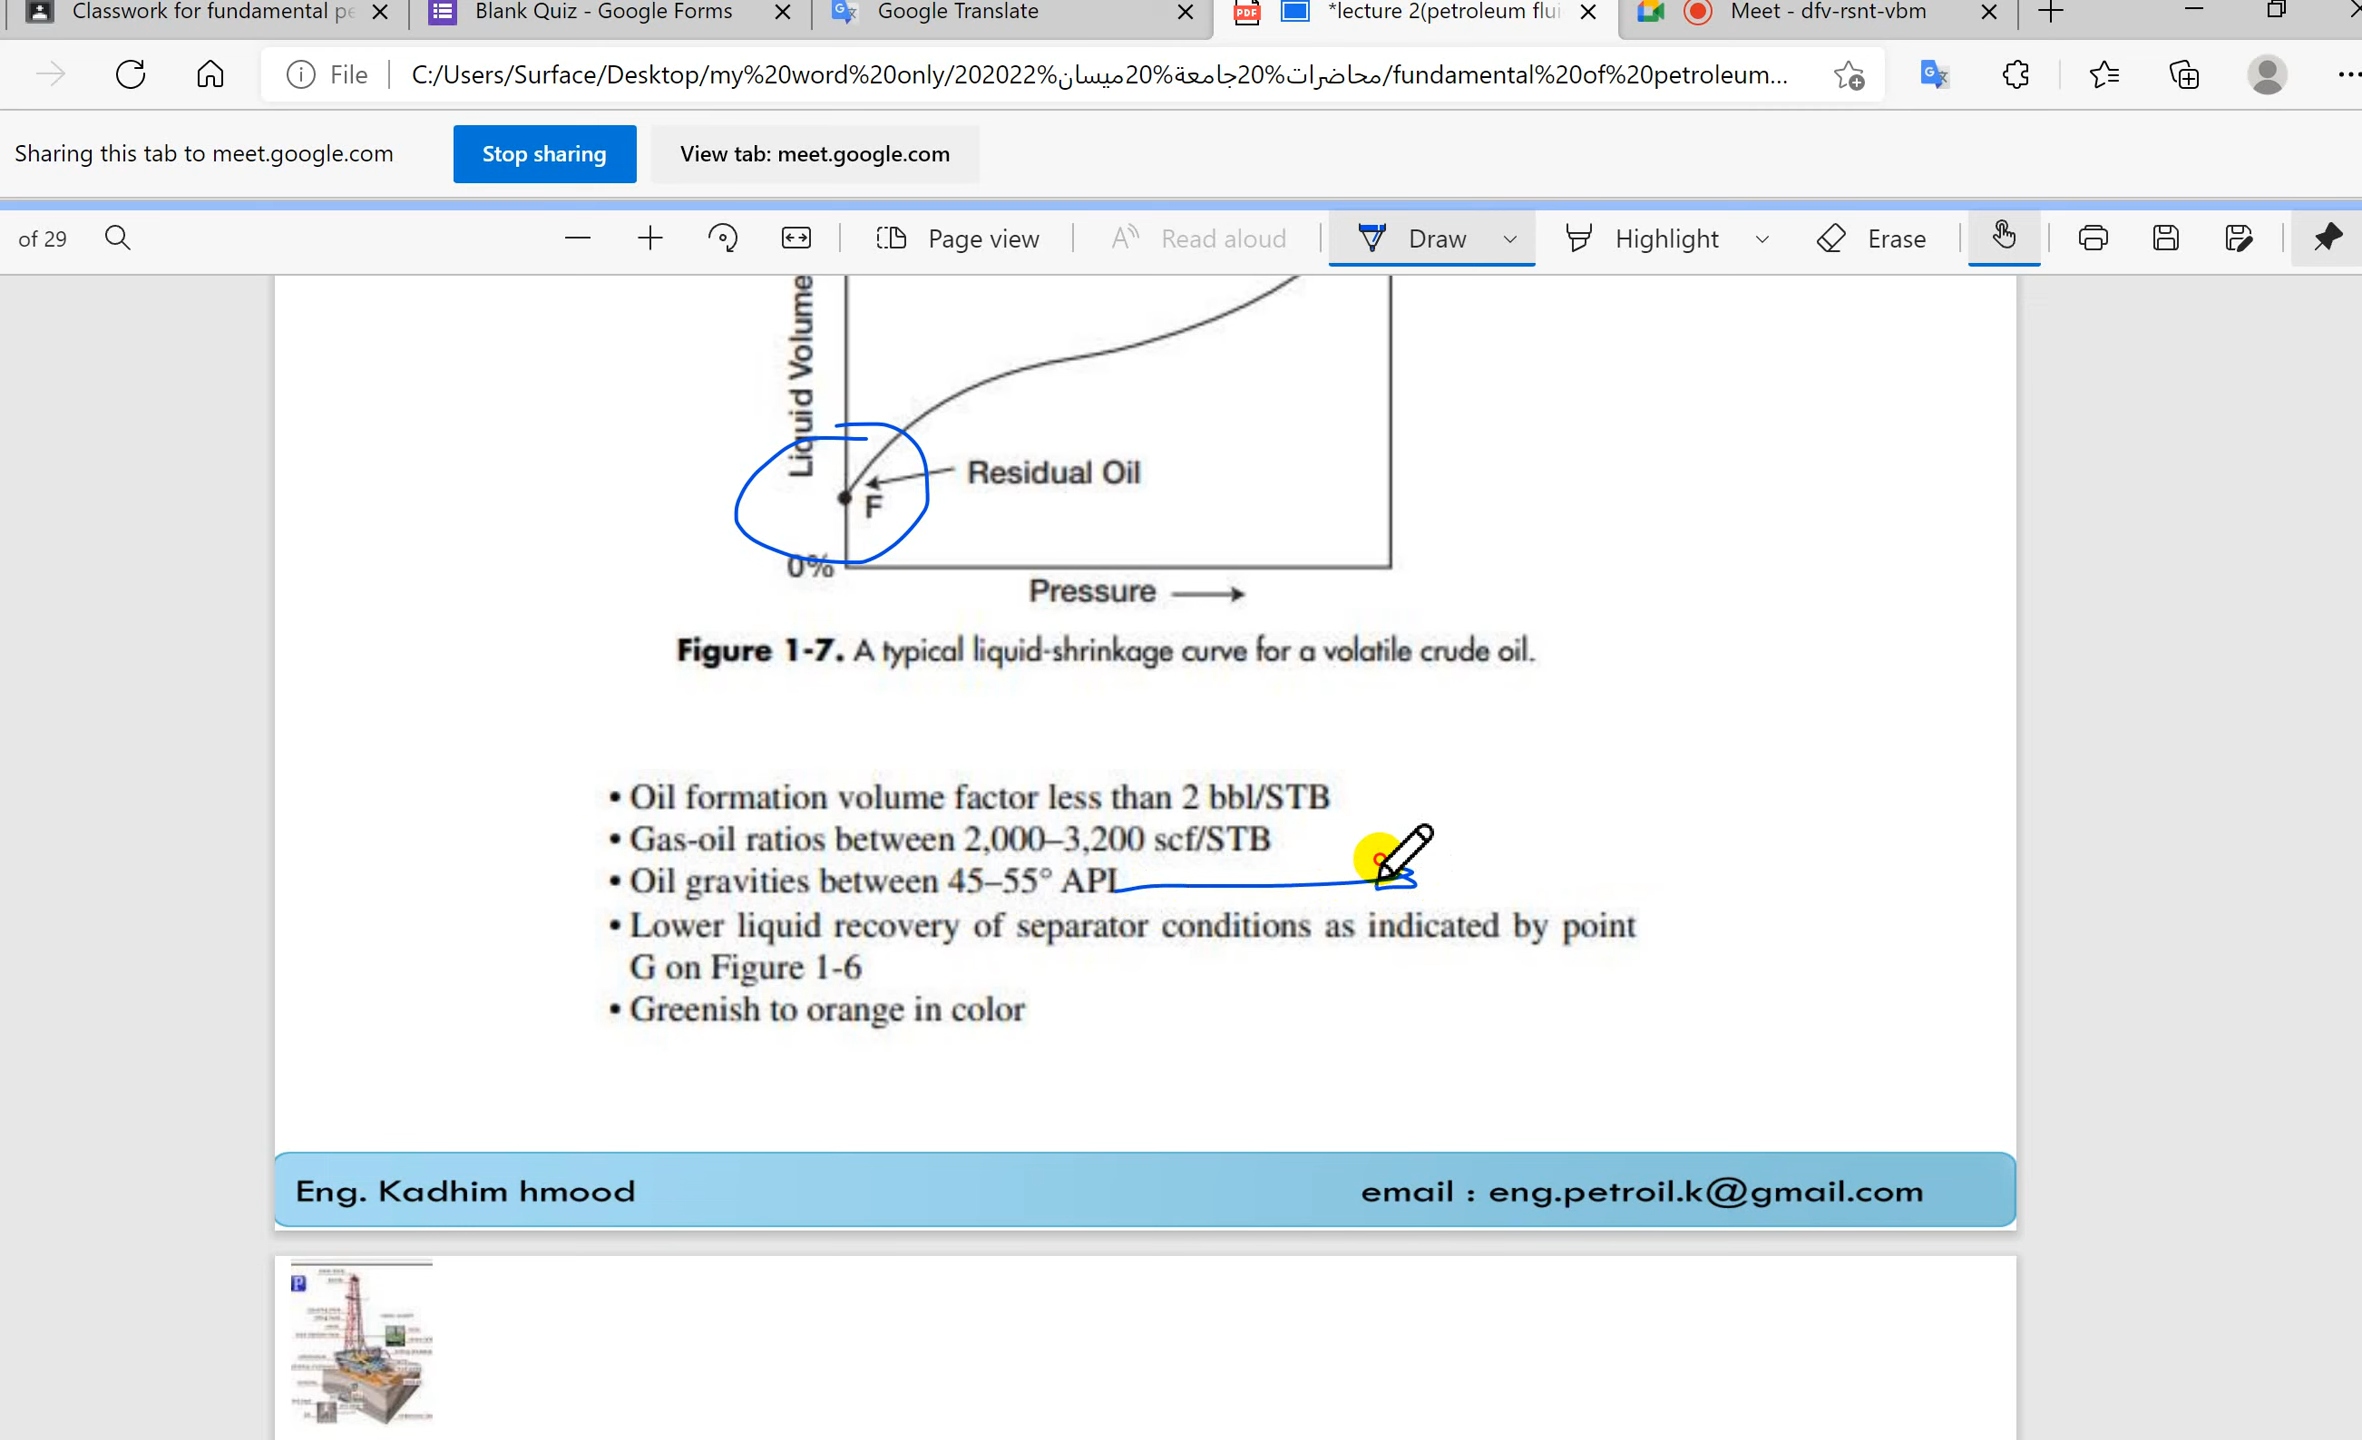 Classwork for fundamental pe
Blank Quiz - Google Forms
Google Translate
*lecture 2(petroleum flui
Meet - dfv-rsnt-vbm
File
C:/Users/Surface/Desktop/my%20word%20only/202022%محاضرات%20جامعة%20ميسان/fundamental%20of%20petroleum...
Sharing this tab to meet.google.com
Stop sharing
View tab: meet.google.com
of 29
Page view
Read aloud
Draw
Highlight
Erase
Liquid Volume
Residual Oil
F
0%
Pressure
Figure 1-7. A typical liquid-shrinkage curve for a volatile crude oil.
• Oil formation volume factor less than 2 bbl/STB
• Gas-oil ratios between 2,000–3,200 scf/STB
• Oil gravities between 45–55° API
• Lower liquid recovery of separator conditions as indicated by point
G on Figure 1-6
• Greenish to orange in color
Eng. Kadhim hmood
email : eng.petroil.k@gmail.com
P